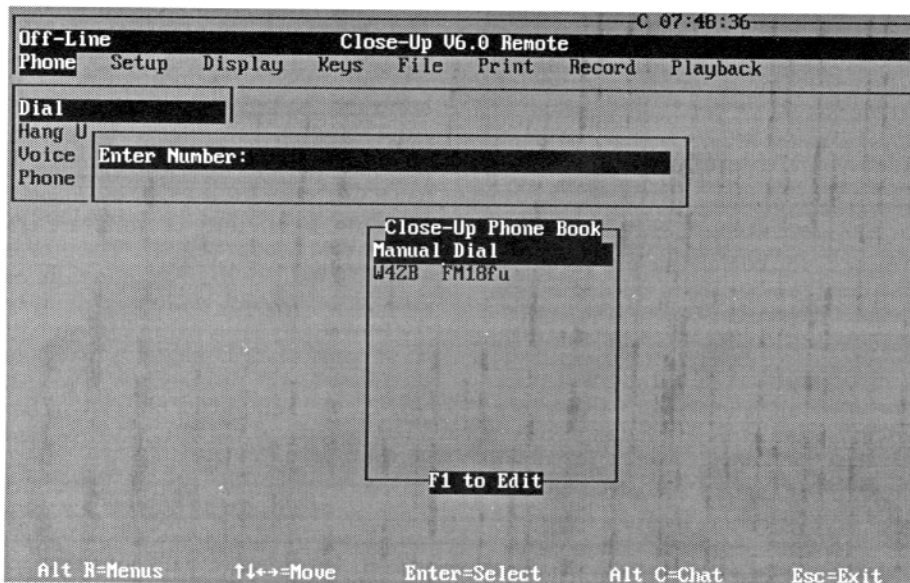 C 07:48:36
Off-Line Close-Up V6.0 Remote
Phone Setup Display Keys File Print Record Playback
Dial
Hang U
Voice
Phone
Enter Number:
Close-Up Phone Book
Manual Dial
W4ZB FM18fu
F1 to Edit
Alt R=Menus ↑↓←→=Move Enter=Select Alt C=Chat Esc=Exit